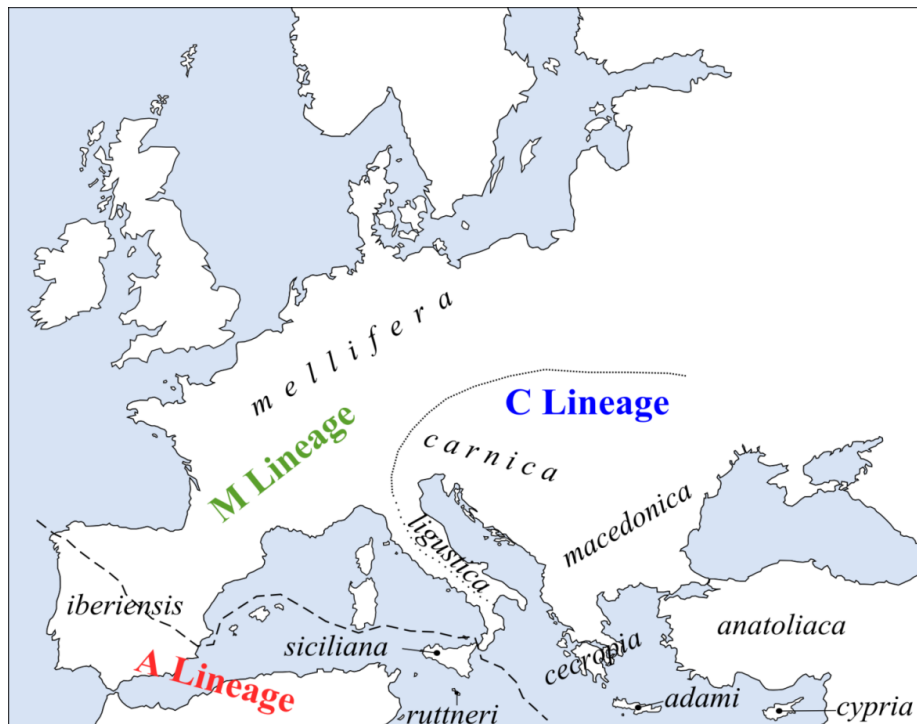 mellifera
C Lineage
M Lineage
carnica
ligustica
macedonica
iberiensis
siciliana
A Lineage
cecropia
anatoliaca
ruttneri
adami
cypria